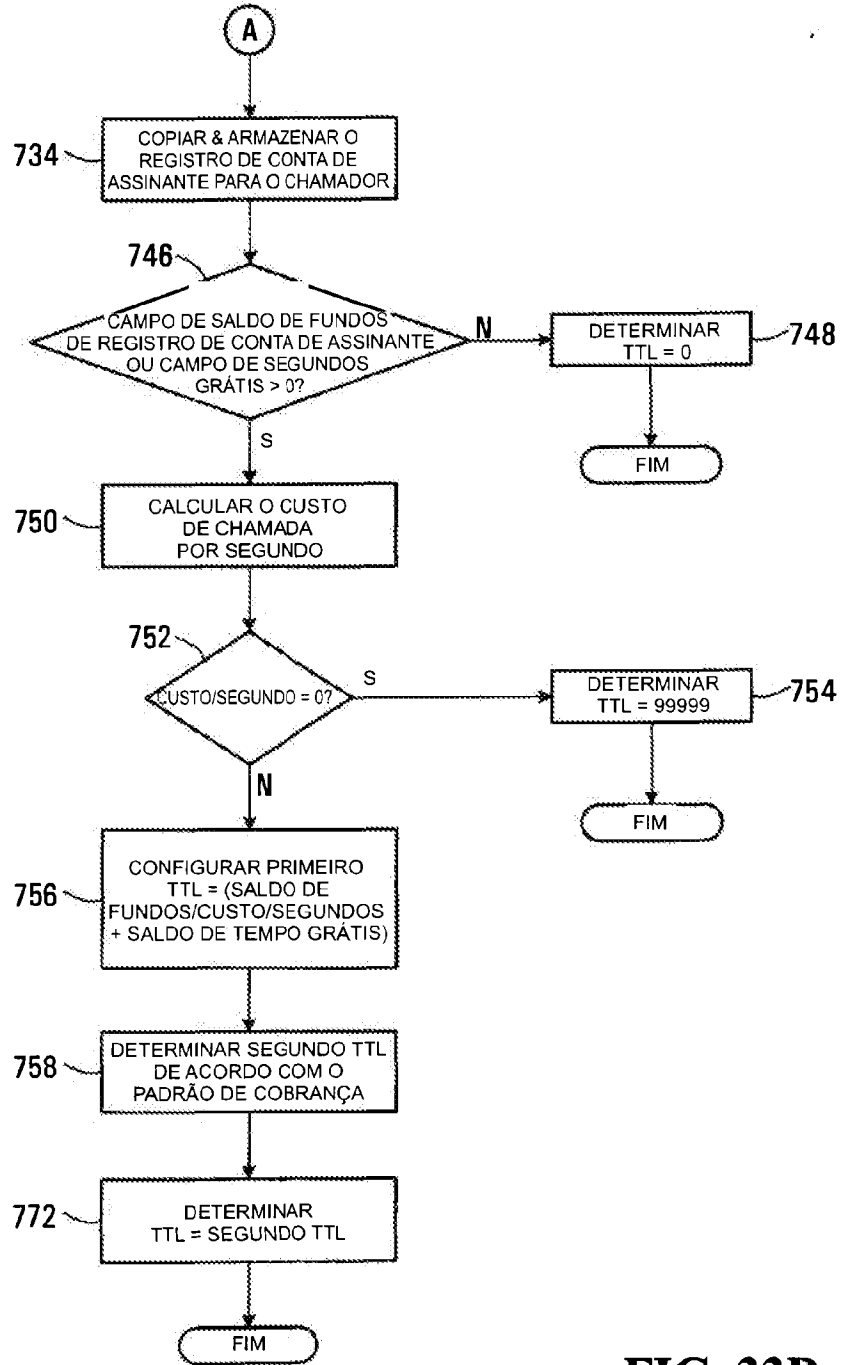 A
734
COPIAR & ARMAZENAR O
REGISTRO DE CONTA DE
ASSINANTE PARA O CHAMADOR
746
CAMPO DE SALDO DE FUNDOS
DE REGISTRO DE CONTA DE ASSINANTE
OU CAMPO DE SEGUNDOS
GRÁTIS > 0?
N
DETERMINAR
TTL = 0
748
FIM
S
750
CALCULAR O CUSTO
DE CHAMADA
POR SEGUNDO
752
CUSTO/SEGUNDO = 0?
S
DETERMINAR
TTL = 99999
754
FIM
N
756
CONFIGURAR PRIMEIRO
TTL = (SALDO DE
FUNDOS/CUSTO/SEGUNDOS
+ SALDO DE TEMPO GRÁTIS)
758
DETERMINAR SEGUNDO TTL
DE ACORDO COM O
PADRÃO DE COBRANÇA
772
DETERMINAR
TTL = SEGUNDO TTL
FIM